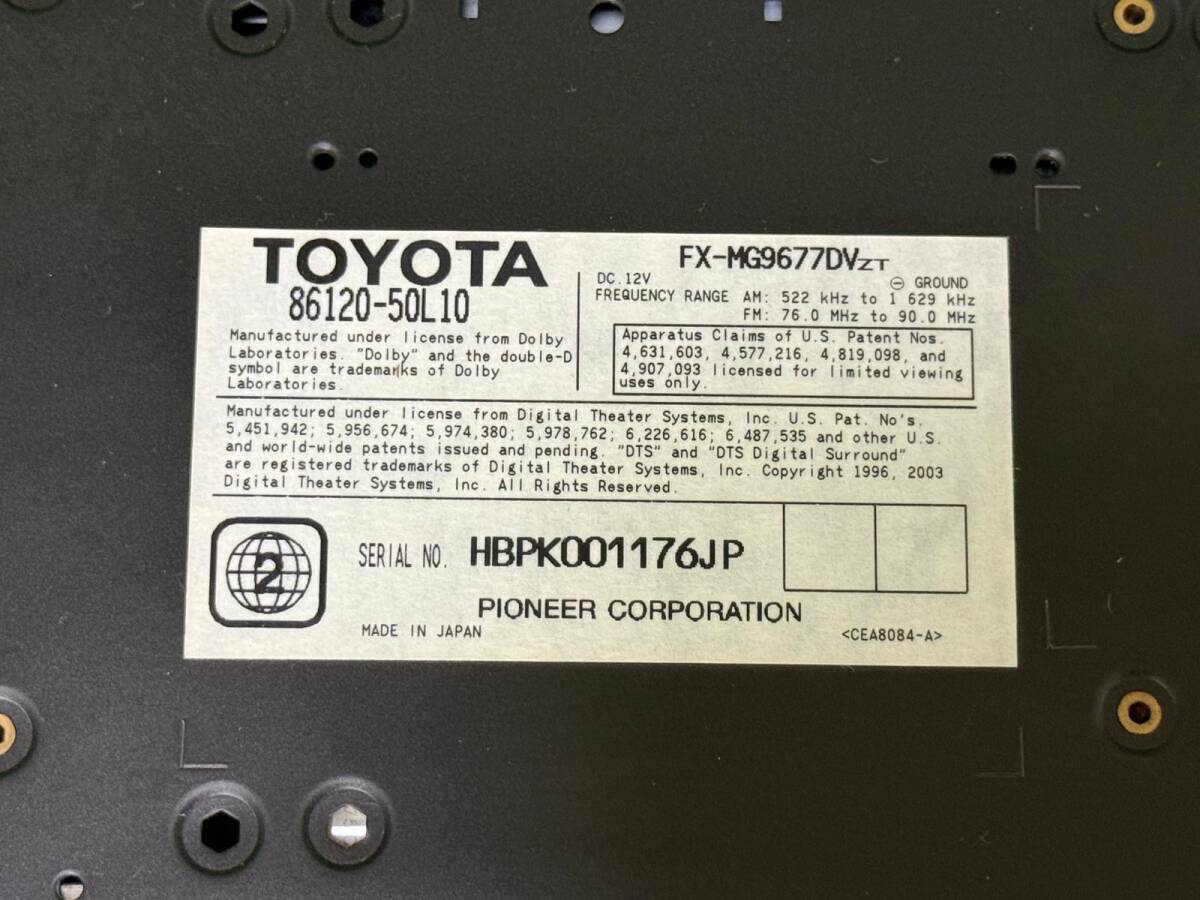 TOYOTA
86120-50L10
Manufactured under license from Dolby
Laboratories. "Dolby" and the double-D
symbol are trademarks of Dolby
Laboratories.
FX-MG9677DVZT
DC.12V ⊖ GROUND
FREQUENCY RANGE AM: 522 kHz to 1 629 kHz
FM: 76.0 MHz to 90.0 MHz
Apparatus Claims of U.S. Patent Nos.
4,631,603, 4,577,216, 4,819,098, and
4,907,093 licensed for limited viewing
uses only.
Manufactured under license from Digital Theater Systems, Inc. U.S. Pat. No's.
5,451,942; 5,956,674; 5,974,380; 5,978,762; 6,226,616; 6,487,535 and other U.S.
and world-wide patents issued and pending. "DTS" and "DTS Digital Surround"
are registered trademarks of Digital Theater Systems, Inc. Copyright 1996, 2003
Digital Theater Systems, Inc. All Rights Reserved.
2
SERIAL NO. HBPK001176JP
PIONEER CORPORATION
MADE IN JAPAN
<CEA8084-A>